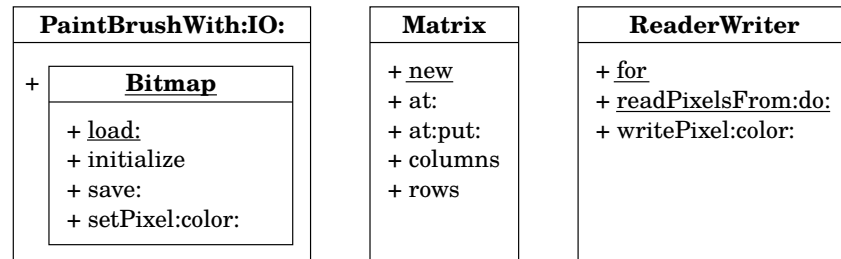 PaintBrushWith:IO:
+ Bitmap
+ load:
+ initialize
+ save:
+ setPixel:color:
Matrix
+ new
+ at:
+ at:put:
+ columns
+ rows
ReaderWriter
+ for
+ readPixelsFrom:do:
+ writePixel:color: